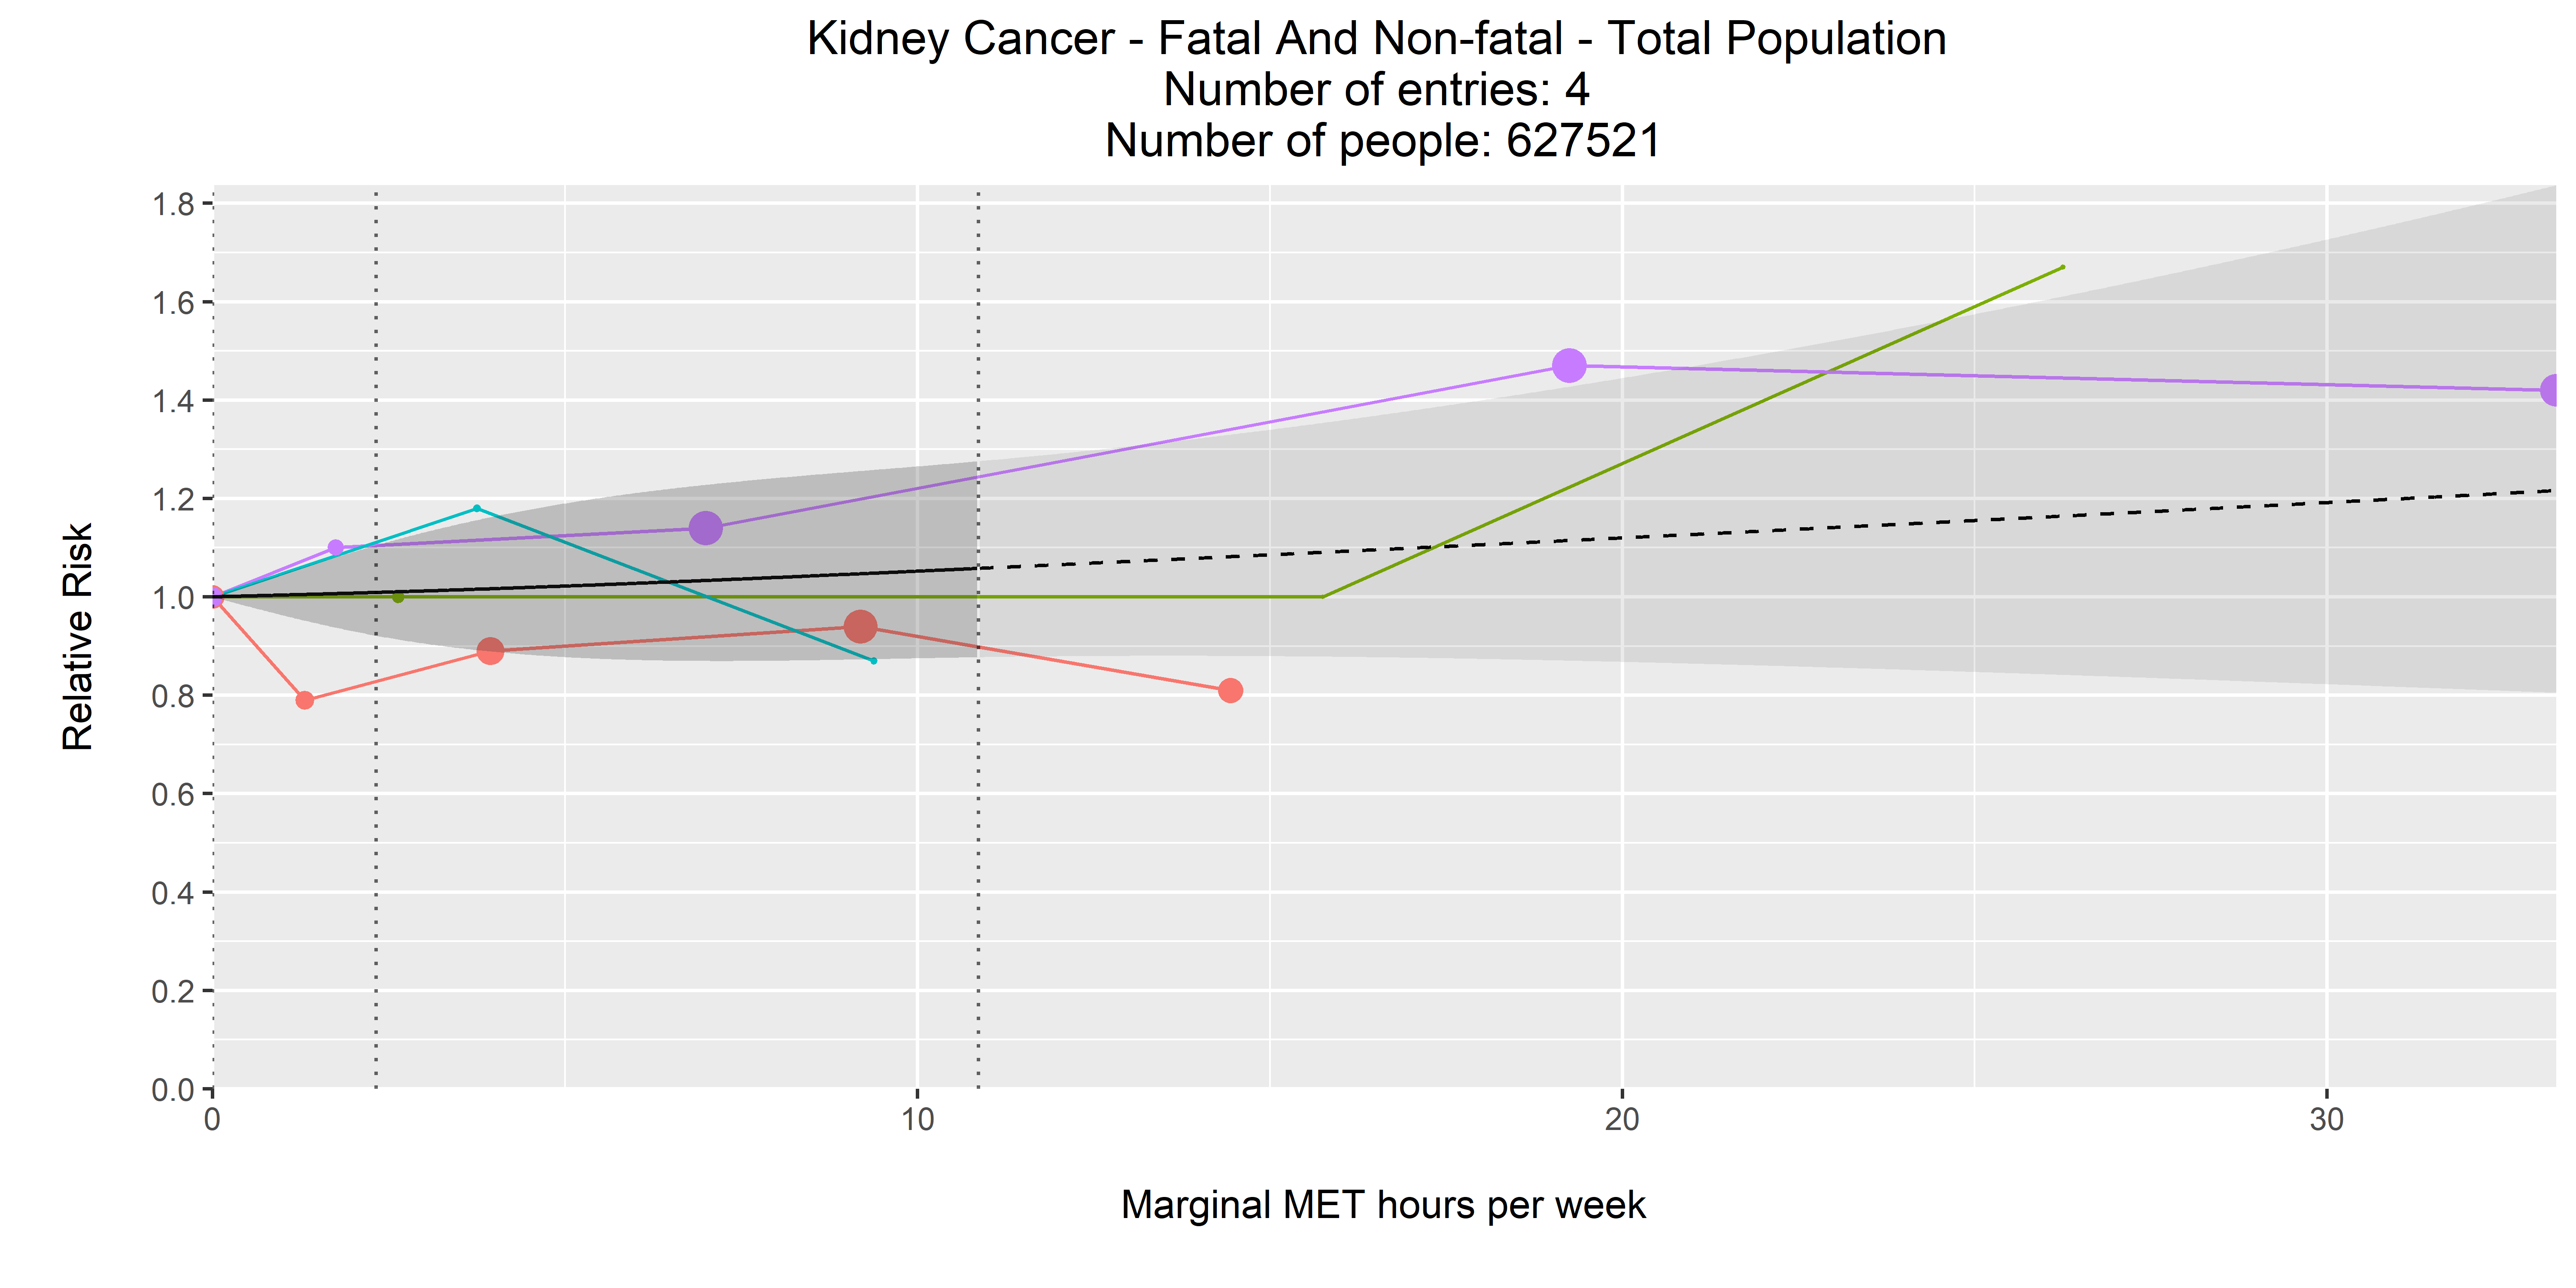 Kidney Cancer - Fatal And Non-fatal - Total Population
Number of entries: 4
Number of people: 627521
Relative Risk
1.8
1.6
1.4
1.2
1.0
0.8
0.6
0.4
0.2
0.0
0 10 20 30
Marginal MET hours per week